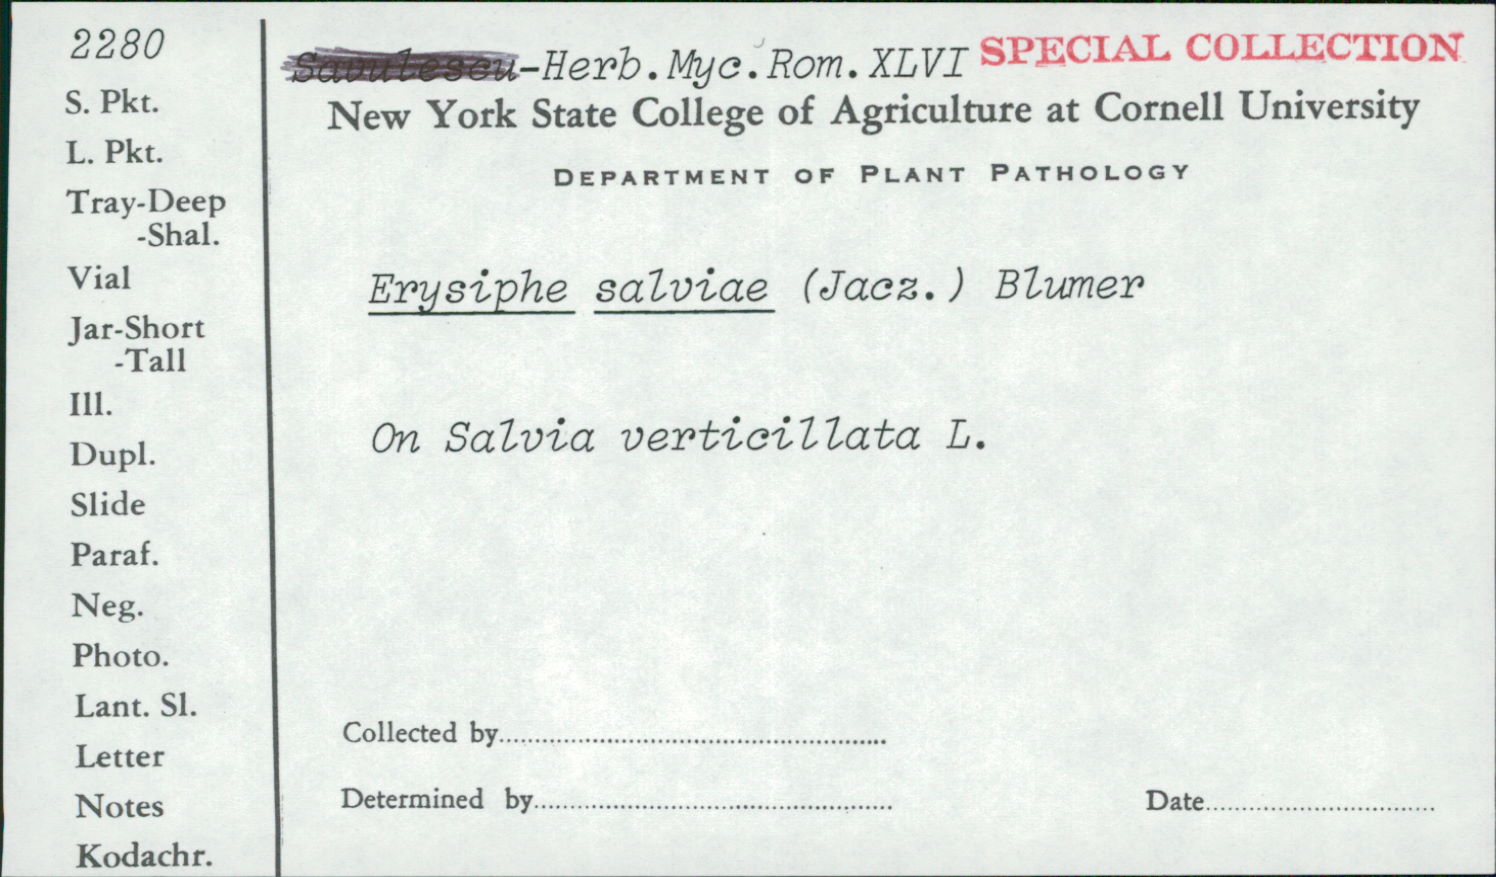 2280
S. Pkt.
L. Pkt.
Tray-Deep
-Shal.
Vial
Jar-Short
-Tall
Ill.
Dupl.
Slide
Paraf.
Neg.
Photo.
Lant. Sl.
Letter
Notes
Kodachr.
Savulescu-Herb.Myc.Rom.XLVI SPECIAL COLLECTION
New York State College of Agriculture at Cornell University
DEPARTMENT OF PLANT PATHOLOGY
Erysiphe salviae (Jacz.) Blumer
On Salvia verticillata L.
Collected by
Determined by
Date